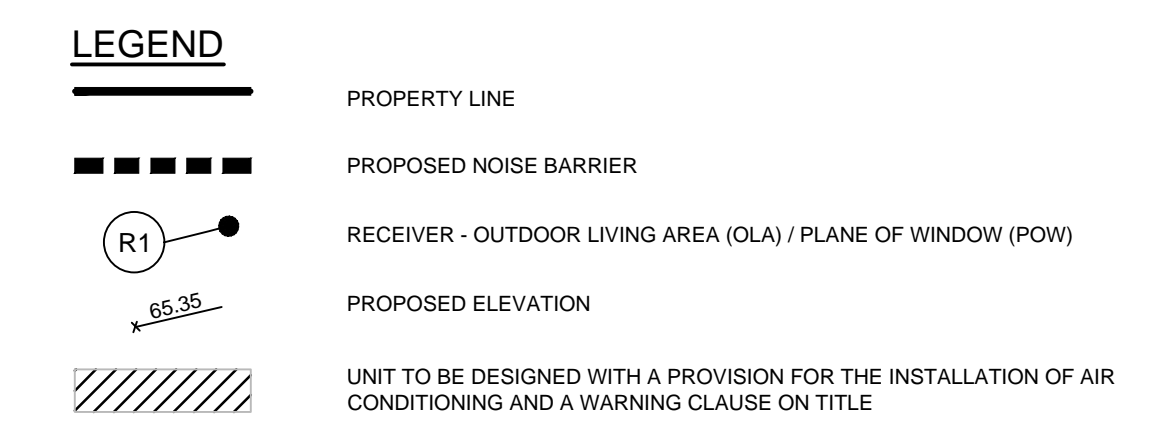 LEGEND
PROPERTY LINE
PROPOSED NOISE BARRIER
R1
RECEIVER - OUTDOOR LIVING AREA (OLA) / PLANE OF WINDOW (POW)
65.35
PROPOSED ELEVATION
UNIT TO BE DESIGNED WITH A PROVISION FOR THE INSTALLATION OF AIR
CONDITIONING AND A WARNING CLAUSE ON TITLE